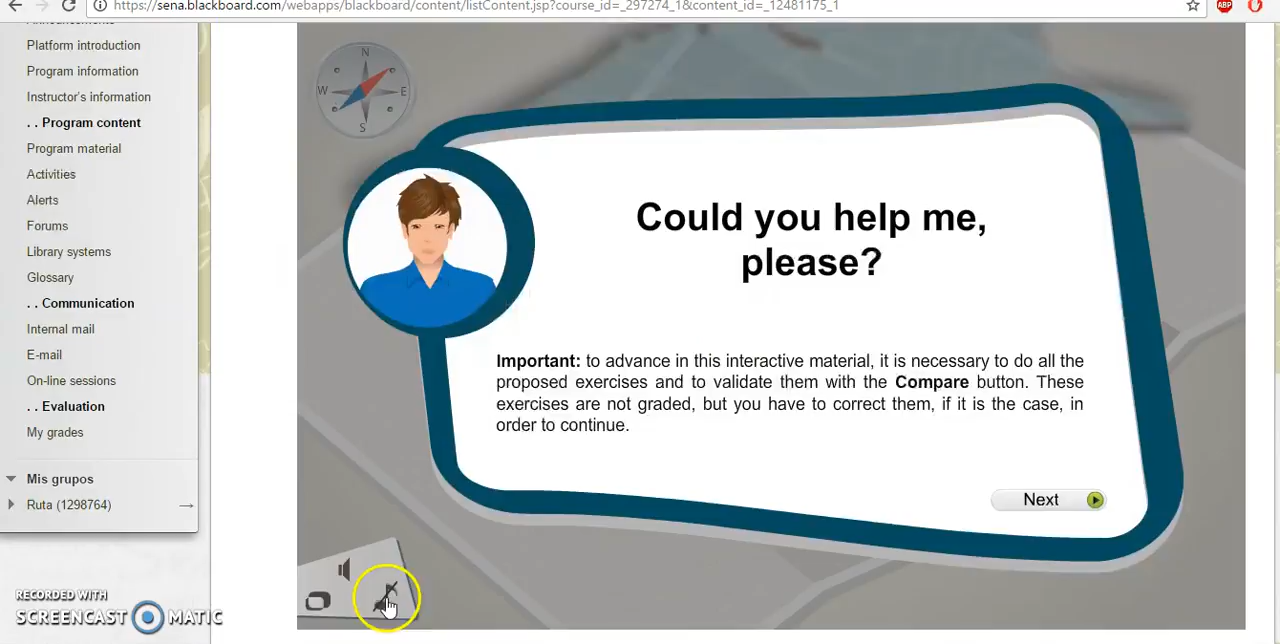 https://sena.blackboard.com/webapps/blackboard/content/listContent.jsp?course_id=_297274_1&content_id=_12481175_1
ABP
Platform introduction
Program information
Instructor's information
. . Program content
Program material
Activities
Alerts
Forums
Library systems
Glossary
. . Communication
Internal mail
E-mail
On-line sessions
. . Evaluation
My grades
Mis grupos
Ruta (1298764)
N
W E
S
Could you help me,
please?
Important: to advance in this interactive material, it is necessary to do all the
proposed exercises and to validate them with the Compare button. These
exercises are not graded, but you have to correct them, if it is the case, in
order to continue.
Next
RECORDED WITH
SCREENCAST MATIC